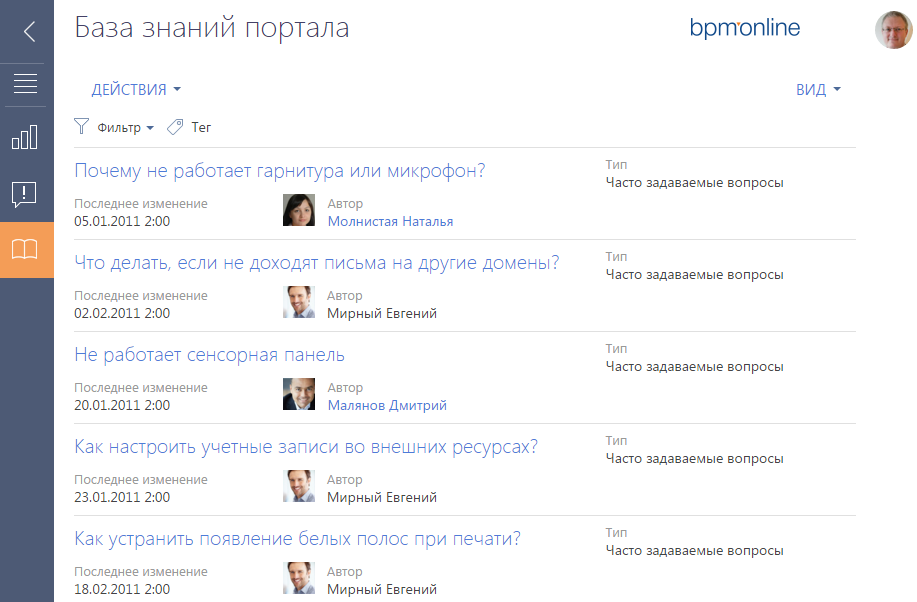 База знаний портала
bpmonline
ДЕЙСТВИЯ
ВИД
Фильтр
Тег
Почему не работает гарнитура или микрофон?
Тип
Часто задаваемые вопросы
Последнее изменение
05.01.2011 2:00
Автор
Молнистая Наталья
Что делать, если не доходят письма на другие домены?
Тип
Часто задаваемые вопросы
Последнее изменение
02.02.2011 2:00
Автор
Мирный Евгений
Не работает сенсорная панель
Тип
Часто задаваемые вопросы
Последнее изменение
20.01.2011 2:00
Автор
Малянов Дмитрий
Как настроить учетные записи во внешних ресурсах?
Тип
Часто задаваемые вопросы
Последнее изменение
23.01.2011 2:00
Автор
Мирный Евгений
Как устранить появление белых полос при печати?
Тип
Часто задаваемые вопросы
Последнее изменение
18.02.2011 2:00
Автор
Мирный Евгений